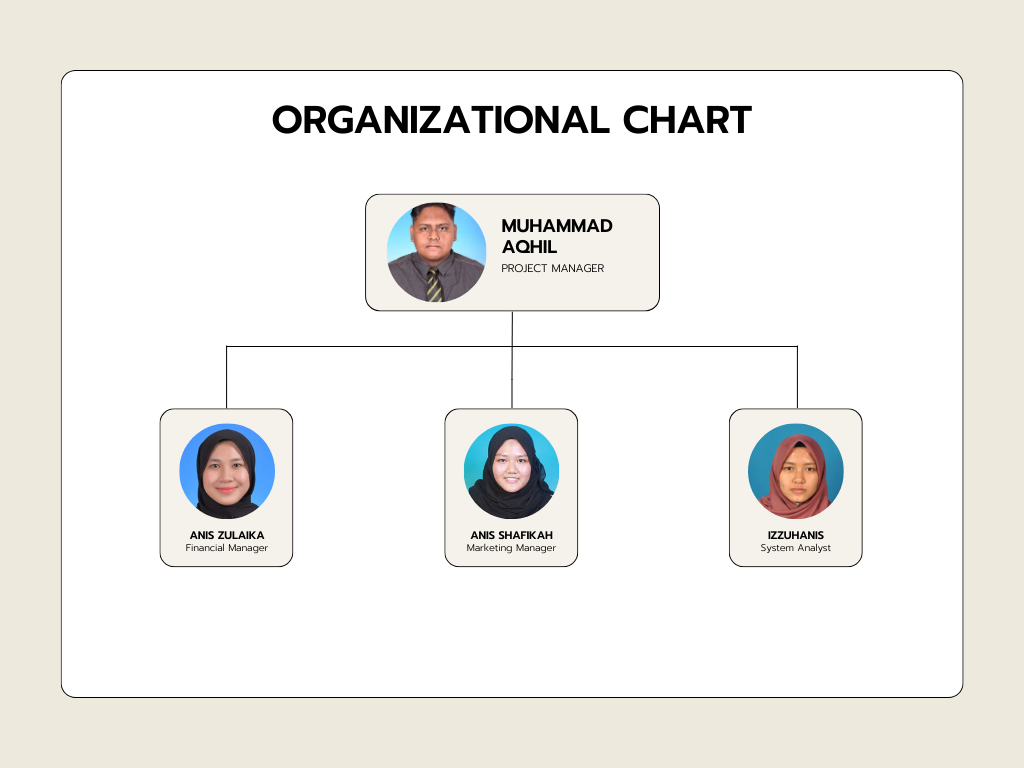 ORGANIZATIONAL CHART
MUHAMMAD
AQHIL
PROJECT MANAGER
ANIS ZULAIKA
Financial Manager
ANIS SHAFIKAH
Marketing Manager
IZZUHANIS
System Analyst